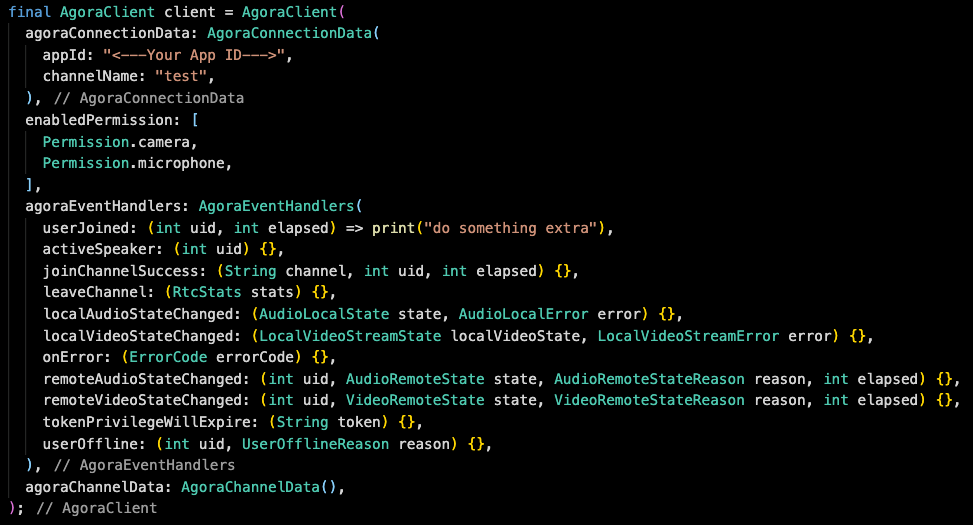 final AgoraClient client = AgoraClient(
  agoraConnectionData: AgoraConnectionData(
    appId: "<---Your App ID--->",
    channelName: "test",
  ), // AgoraConnectionData
  enabledPermission: [
    Permission.camera,
    Permission.microphone,
  ],
  agoraEventHandlers: AgoraEventHandlers(
    userJoined: (int uid, int elapsed) => print("do something extra"),
    activeSpeaker: (int uid) {},
    joinChannelSuccess: (String channel, int uid, int elapsed) {},
    leaveChannel: (RtcStats stats) {},
    localAudioStateChanged: (AudioLocalState state, AudioLocalError error) {},
    localVideoStateChanged: (LocalVideoStreamState localVideoState, LocalVideoStreamError error) {},
    onError: (ErrorCode errorCode) {},
    remoteAudioStateChanged: (int uid, AudioRemoteState state, AudioRemoteStateReason reason, int elapsed) {},
    remoteVideoStateChanged: (int uid, VideoRemoteState state, VideoRemoteStateReason reason, int elapsed) {},
    tokenPrivilegeWillExpire: (String token) {},
    userOffline: (int uid, UserOfflineReason reason) {},
  ), // AgoraEventHandlers
  agoraChannelData: AgoraChannelData(),
); // AgoraClient